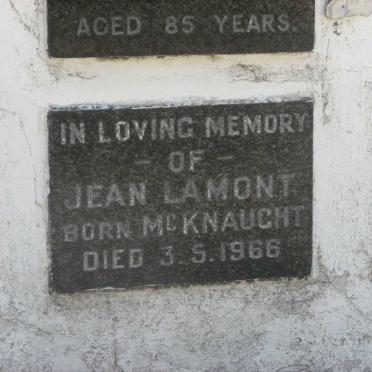 AGED 85 YEARS.
IN LOVING MEMORY
- OF -
JEAN LAMONT
BORN McKNAUGHT
DIED 3.5.1966